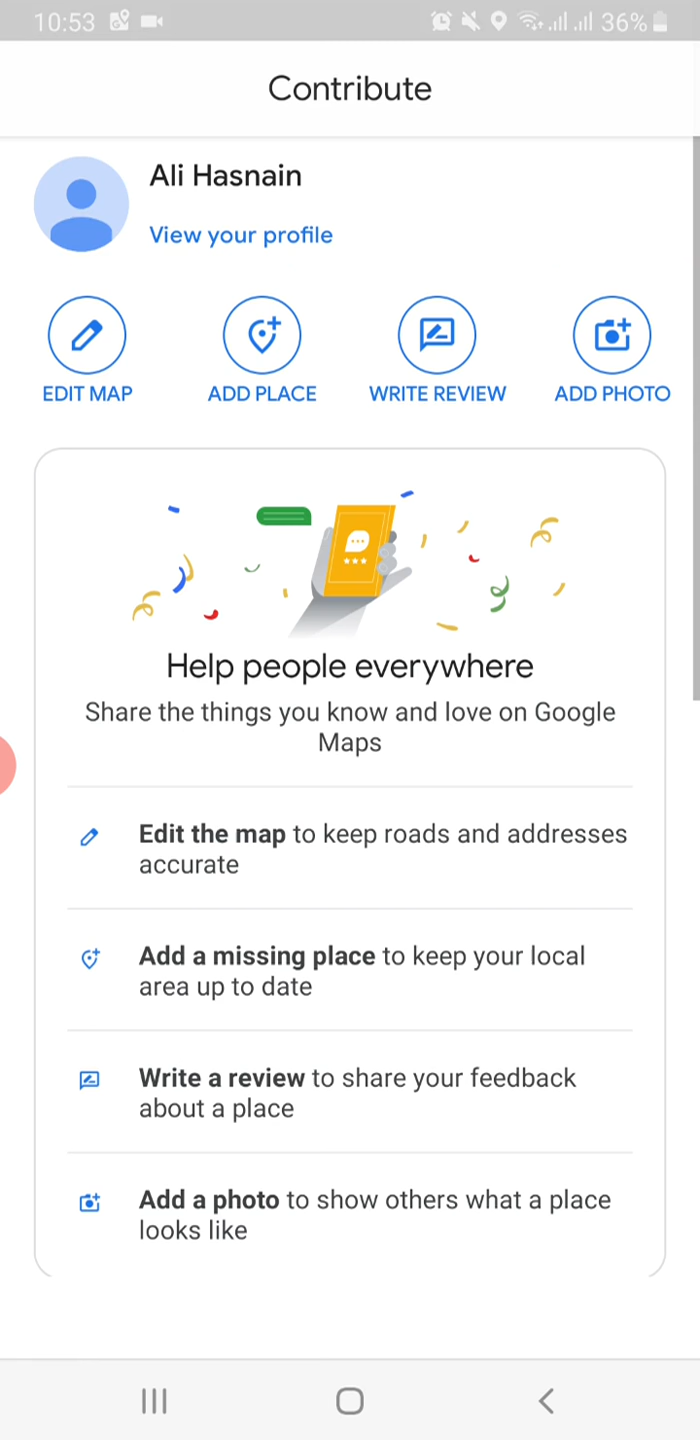 10:53
36%
Contribute
Ali Hasnain
View your profile
EDIT MAP
ADD PLACE
WRITE REVIEW
ADD PHOTO
Help people everywhere
Share the things you know and love on Google
Maps
Edit the map to keep roads and addresses
accurate
Add a missing place to keep your local
area up to date
Write a review to share your feedback
about a place
Add a photo to show others what a place
looks like